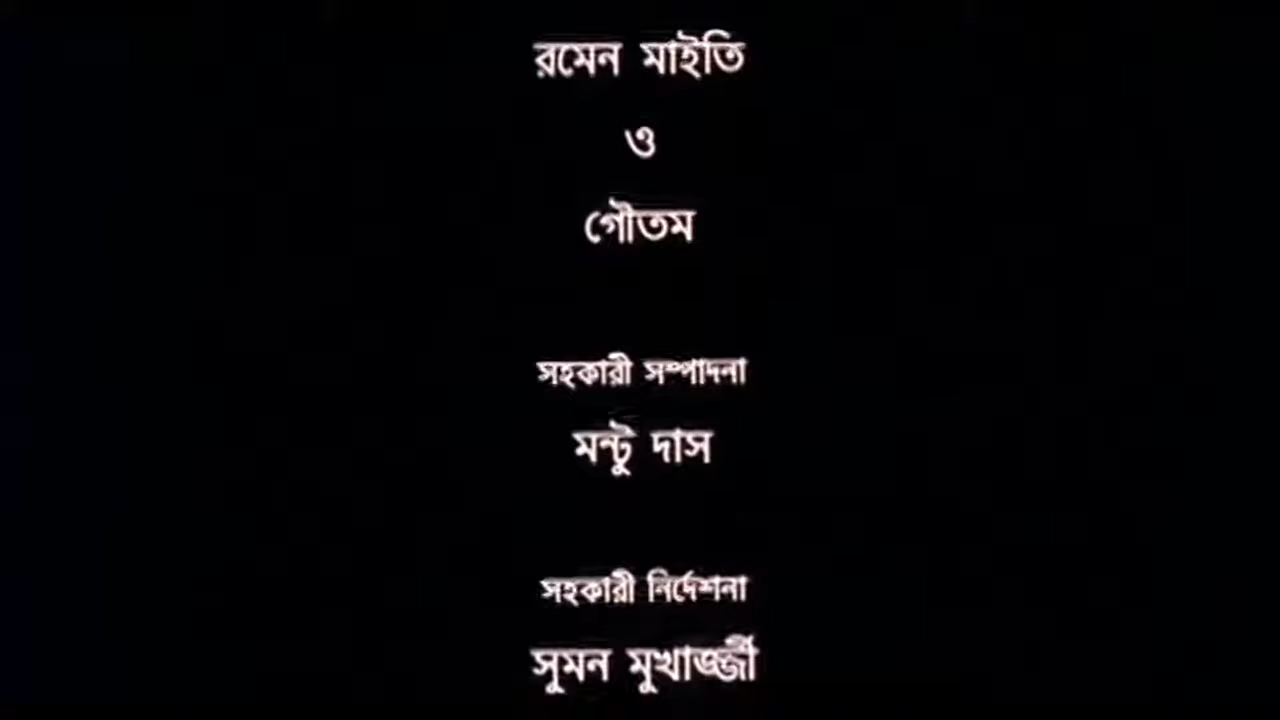 রমেন মাইতি
ও
গৌতম
সহকারী সম্পাদনা
মন্টু দাস
সহকারী নির্দেশনা
সুমন মুখার্জ্জী